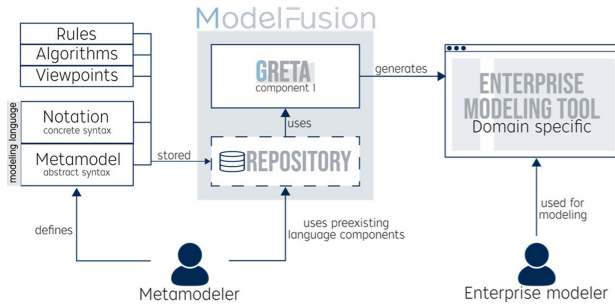 ModelFusion
Rules
Algorithms
Viewpoints
modeling language
Notation
concrete syntax
Metamodel
abstract syntax
stored
GRETA
component 1
uses
REPOSITORY
generates
ENTERPRISE
MODELING TOOL
Domain specific
defines
uses preexisting
language components
used for
modeling
Metamodeler
Enterprise modeler